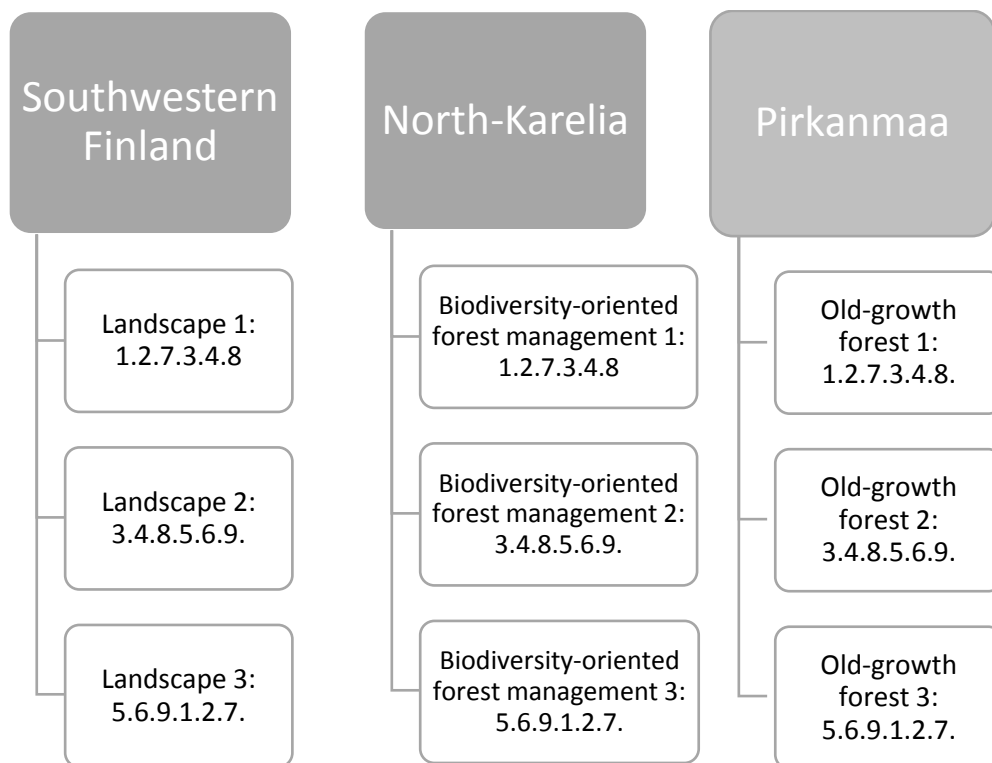 Southwestern
Finland
Landscape 1:
1.2.7.3.4.8
Landscape 2:
3.4.8.5.6.9.
Landscape 3:
5.6.9.1.2.7.
North-Karelia
Biodiversity-oriented
forest management 1:
1.2.7.3.4.8
Biodiversity-oriented
forest management 2:
3.4.8.5.6.9.
Biodiversity-oriented
forest management 3:
5.6.9.1.2.7.
Pirkanmaa
Old-growth
forest 1:
1.2.7.3.4.8.
Old-growth
forest 2:
3.4.8.5.6.9.
Old-growth
forest 3:
5.6.9.1.2.7.